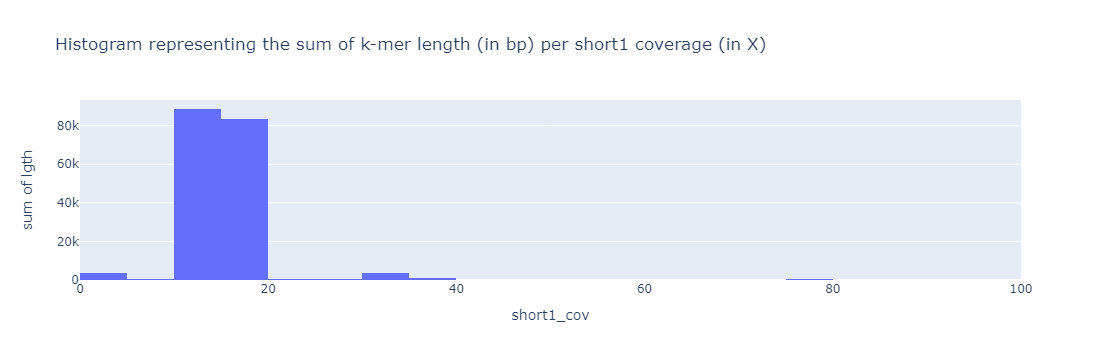 Histogram representing the sum of k-mer length (in bp) per short1 coverage (in X)
80k
60k
40k
20k
0
0 20 40 60 80 100
sum of lgth
short1_cov